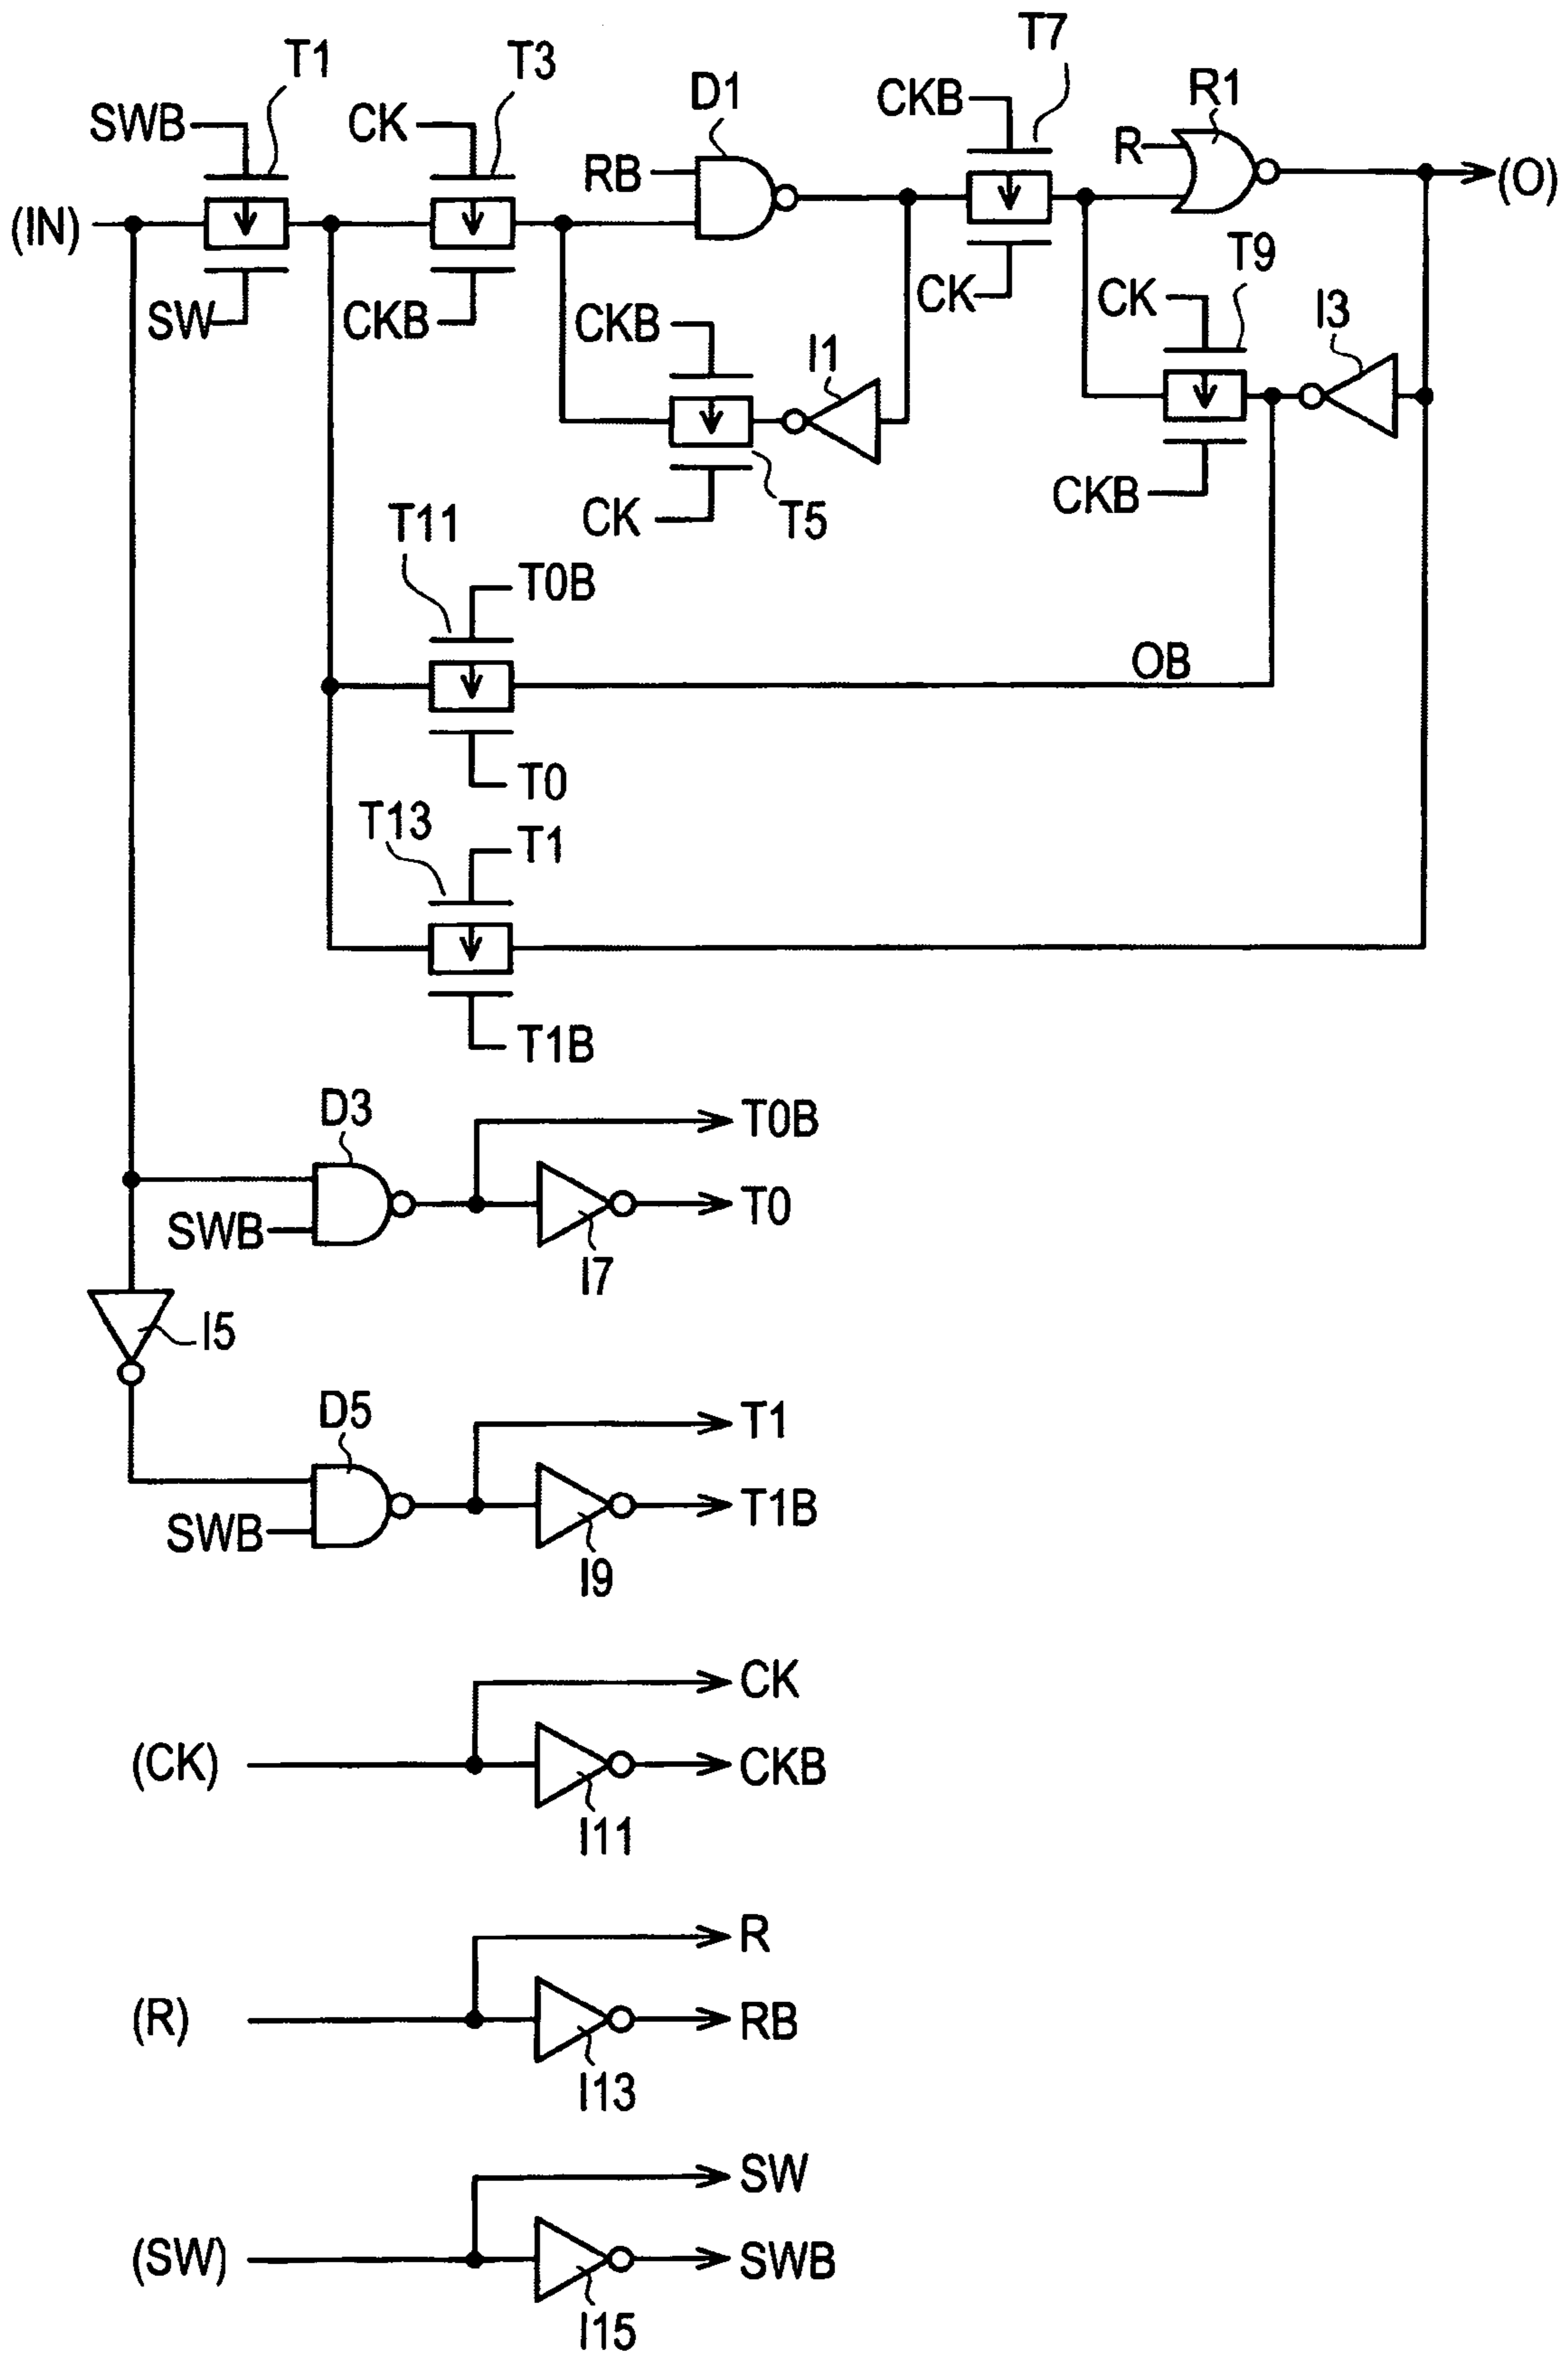 T1
T3
T7
SWB
CK
D1
CKB
R1
RB
R
(IN)
(O)
SW
CKB
CKB
CK
T9
CK
I1
I3
CK
T5
CKB
T11
T0B
OB
T0
T13
T1
T1B
D3
T0B
T0
SWB
I7
I5
D5
T1
T1B
SWB
I9
CK
(CK)
CKB
I11
R
(R)
RB
I13
SW
(SW)
SWB
I15